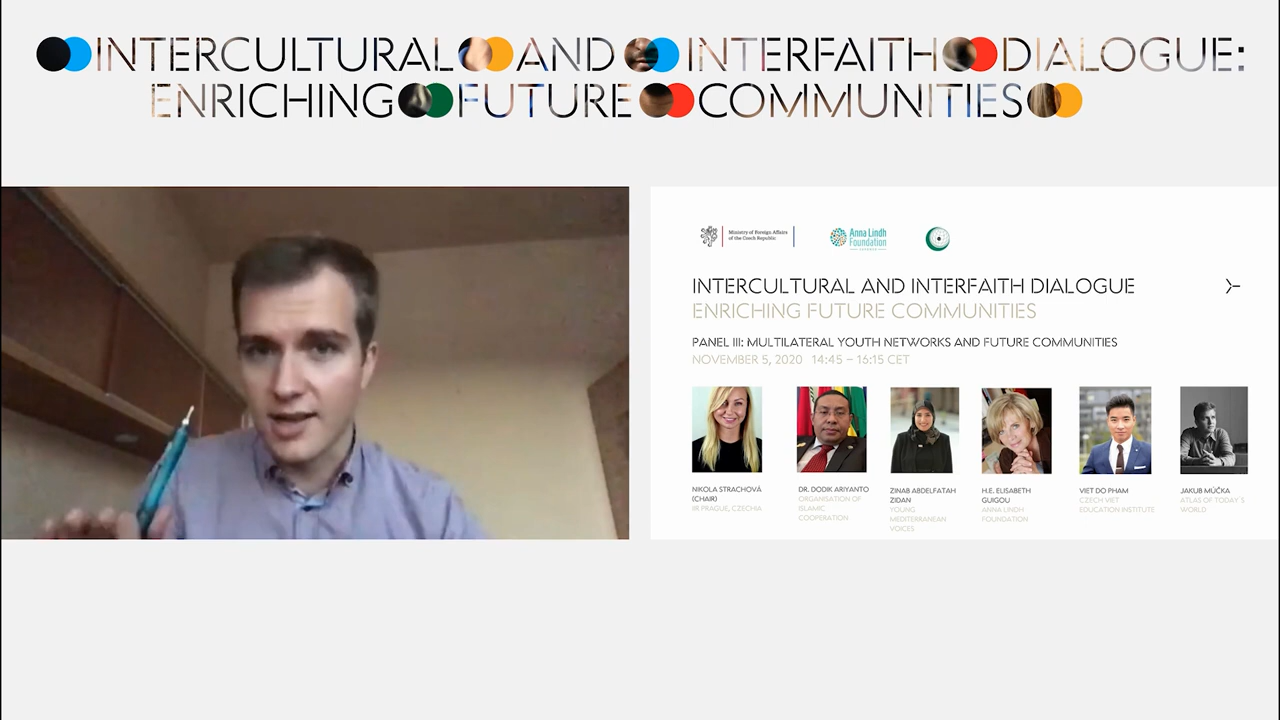 INTERCULTURAL AND INTERFAITH DIALOGUE:
ENRICHING FUTURE COMMUNITIES
Ministry of Foreign Affairs
of the Czech Republic
Anna Lindh
Foundation
INTERCULTURAL AND INTERFAITH DIALOGUE
ENRICHING FUTURE COMMUNITIES
PANEL III: MULTILATERAL YOUTH NETWORKS AND FUTURE COMMUNITIES
NOVEMBER 5, 2020 14:45 – 16:15 CET
NIKOLA STRACHOVÁ
(CHAIR)
IIR PRAGUE, CZECHIA
DR. DODIK ARIYANTO
ORGANISATION OF
ISLAMIC
COOPERATION
ZINAB ABDELFATAH
ZIDAN
YOUNG
MEDITERRANEAN
VOICES
H.E. ELISABETH
GUIGOU
ANNA LINDH
FOUNDATION
VIET DO PHAM
CZECH VIET
EDUCATION INSTITUTE
JAKUB MÚČKA
ATLAS OF TODAY´S
WORLD